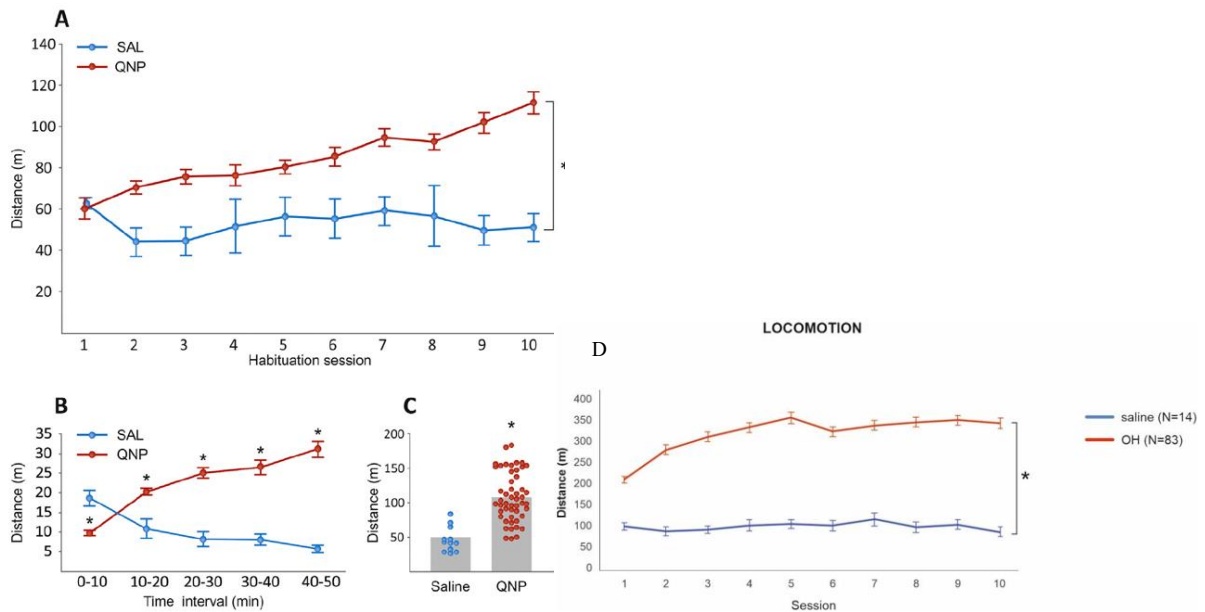 A
SAL
QNP
140
120
100
80
60
40
20
Distance (m)
*
1 2 3 4 5 6 7 8 9 10
Habituation session
B
SAL
QNP
35
30
25
20
15
10
5
Distance (m)
* * * * *
0-10 10-20 20-30 30-40 40-50
Time interval (min)
C
200
150
100
50
Distance (m)
*
Saline QNP
LOCOMOTION
D
400
350
300
250
200
150
100
50
0
Distance (m)
saline (N=14)
OH (N=83)
*
1 2 3 4 5 6 7 8 9 10
Session